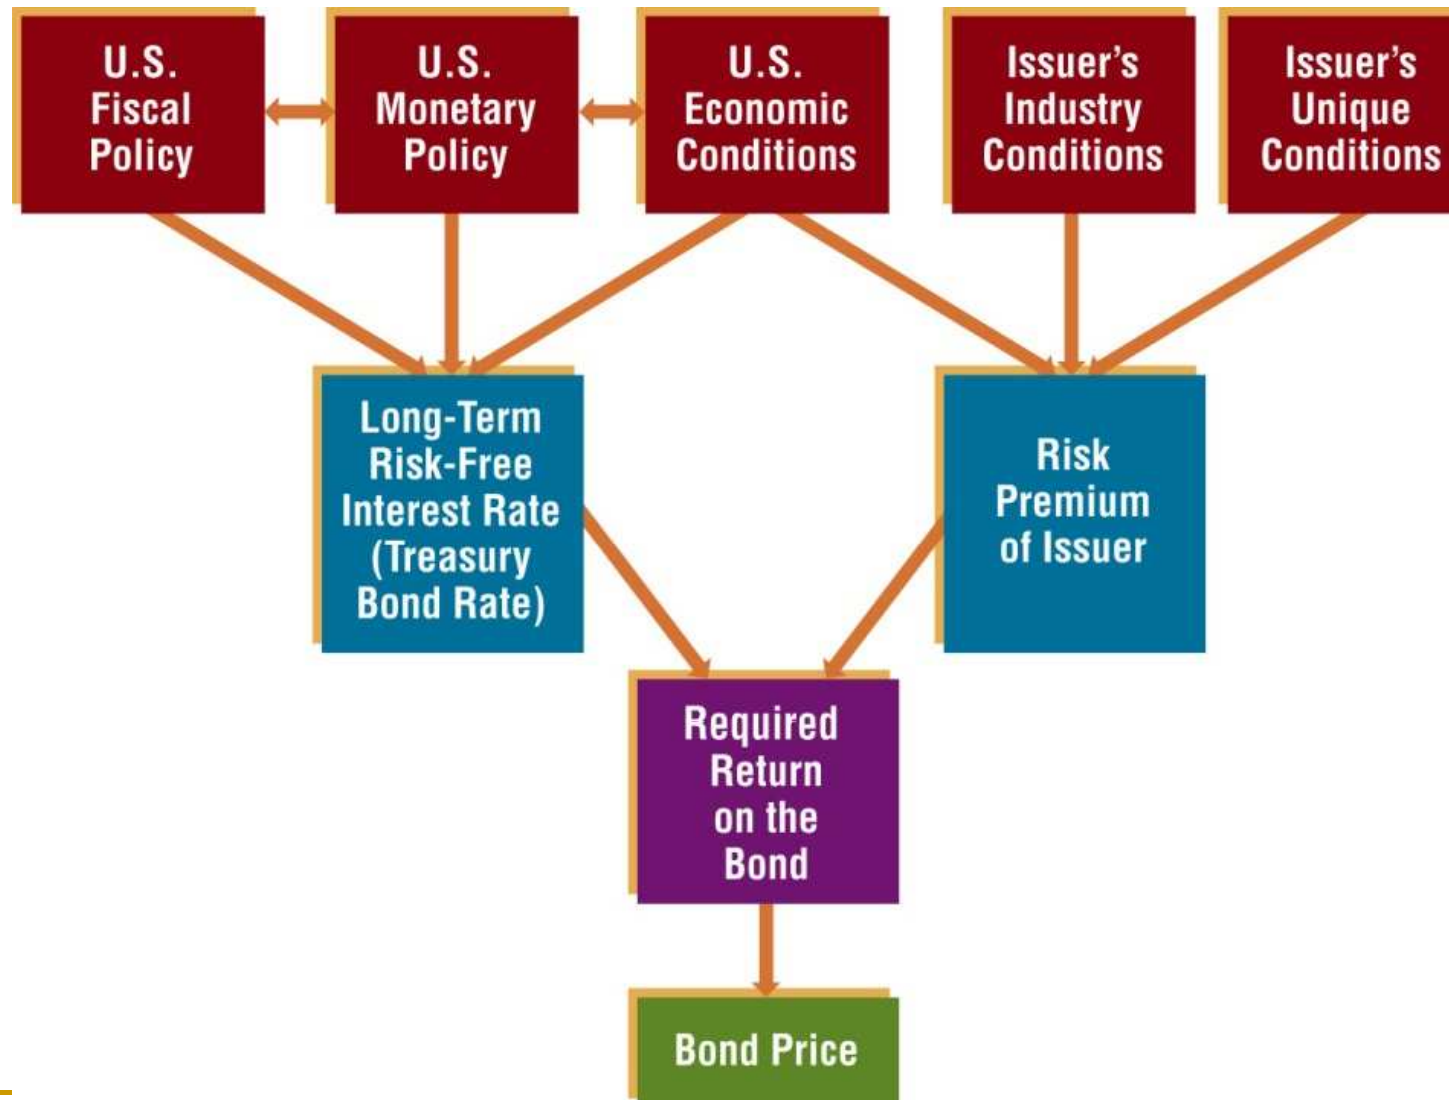 U.S.
Fiscal
Policy
U.S.
Monetary
Policy
U.S.
Economic
Conditions
Issuer's
Industry
Conditions
Issuer's
Unique
Conditions
Long-Term
Risk-Free
Interest Rate
(Treasury
Bond Rate)
Risk
Premium
of Issuer
Required
Return
on the
Bond
Bond Price